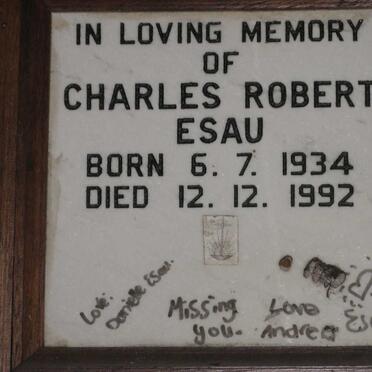 IN LOVING MEMORY
OF
CHARLES ROBERT
ESAU
BORN 6. 7. 1934
DIED 12. 12. 1992
Love:
Danielle Esau.
Missing
you.
Love
Andrea